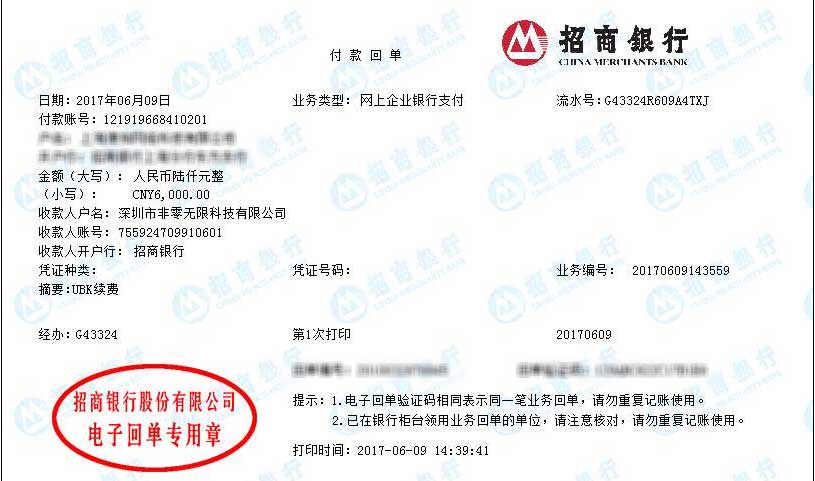 付款回单
招商银行
CHINA MERCHANTS BANK
日期：2017年06月09日 业务类型：网上企业银行支付 流水号：G43324R609A4TXJ
付款账号：121919668410201
金额（大写）：人民币陆仟元整
（小写）： CNY6,000.00
收款人户名：深圳市非零无限科技有限公司
收款人账号：755924709910601
收款人开户行：招商银行
凭证种类： 凭证号码： 业务编号： 20170609143559
摘要:UBK续费
经办：G43324 第1次打印 20170609
招商银行股份有限公司
电子回单专用章
提示：1.电子回单验证码相同表示同一笔业务回单，请勿重复记账使用。
2.已在银行柜台领用业务回单的单位，请注意核对，请勿重复记账使用。
打印时间：2017-06-09 14:39:41